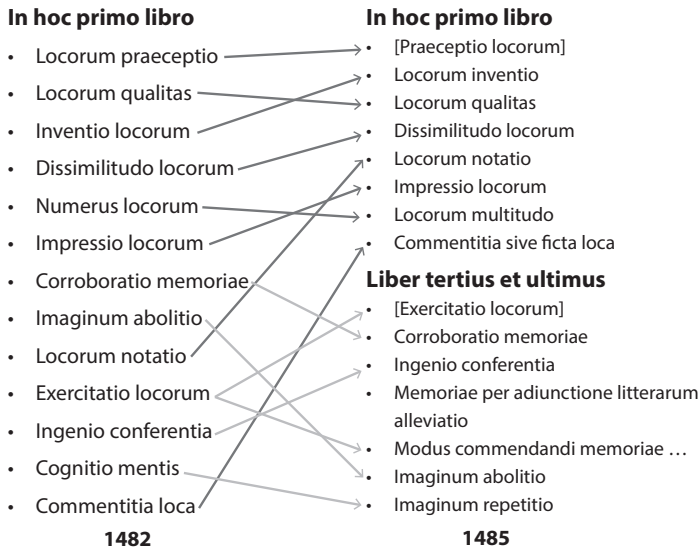 In hoc primo libro
• Locorum praeceptio
• Locorum qualitas
• Inventio locorum
• Dissimilitudo locorum
• Numerus locorum
• Impressio locorum
• Corroboratio memoriae
• Imaginum abolitio
• Locorum notatio
• Exercitatio locorum
• Ingenio conferentia
• Cognitio mentis
• Commentitia loca
1482
In hoc primo libro
• [Praeceptio locorum]
• Locorum inventio
• Locorum qualitas
• Dissimilitudo locorum
• Locorum notatio
• Impressio locorum
• Locorum multitudo
• Commentitia sive ficta loca
Liber tertius et ultimus
• [Exercitatio locorum]
• Corroboratio memoriae
• Ingenio conferentia
• Memoriae per adiunctione litterarum
alleviatio
• Modus commendandi memoriae …
• Imaginum abolitio
• Imaginum repetitio
1485